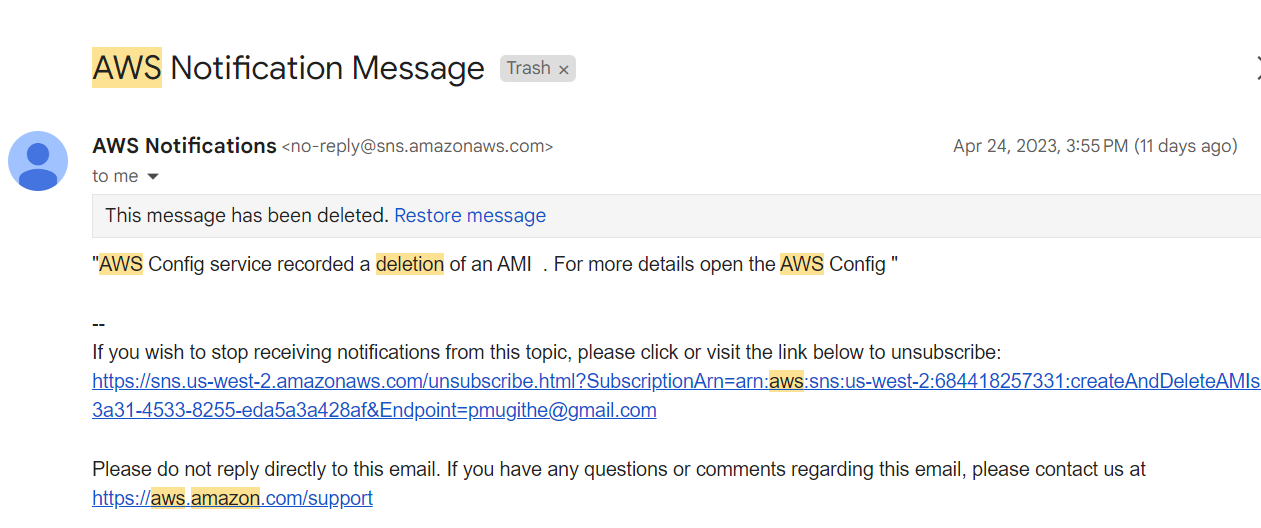 AWS Notification Message Trash ×
AWS Notifications <no-reply@sns.amazonaws.com> Apr 24, 2023, 3:55 PM (11 days ago)
to me
This message has been deleted. Restore message
"AWS Config service recorded a deletion of an AMI . For more details open the AWS Config "
--
If you wish to stop receiving notifications from this topic, please click or visit the link below to unsubscribe:
https://sns.us-west-2.amazonaws.com/unsubscribe.html?SubscriptionArn=arn:aws:sns:us-west-2:684418257331:createAndDeleteAMIs
3a31-4533-8255-eda5a3a428af&Endpoint=pmugithe@gmail.com
Please do not reply directly to this email. If you have any questions or comments regarding this email, please contact us at
https://aws.amazon.com/support